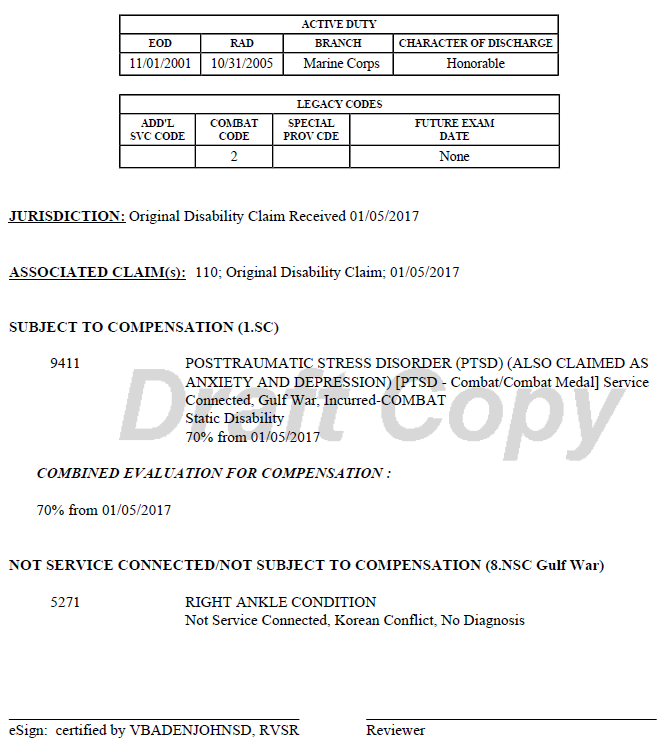 ACTIVE DUTY
EOD RAD BRANCH CHARACTER OF DISCHARGE
11/01/2001 10/31/2005 Marine Corps Honorable
LEGACY CODES
ADD'L SVC CODE COMBAT CODE SPECIAL PROV CDE FUTURE EXAM DATE
2 None
JURISDICTION: Original Disability Claim Received 01/05/2017
ASSOCIATED CLAIM(s): 110; Original Disability Claim; 01/05/2017
SUBJECT TO COMPENSATION (1.SC)
9411 POSTTRAUMATIC STRESS DISORDER (PTSD) (ALSO CLAIMED AS
ANXIETY AND DEPRESSION) [PTSD - Combat/Combat Medal] Service
Connected, Gulf War, Incurred-COMBAT
Static Disability
70% from 01/05/2017
Draft Copy
COMBINED EVALUATION FOR COMPENSATION :
70% from 01/05/2017
NOT SERVICE CONNECTED/NOT SUBJECT TO COMPENSATION (8.NSC Gulf War)
5271 RIGHT ANKLE CONDITION
Not Service Connected, Korean Conflict, No Diagnosis
eSign: certified by VBADENJOHNSD, RVSR Reviewer